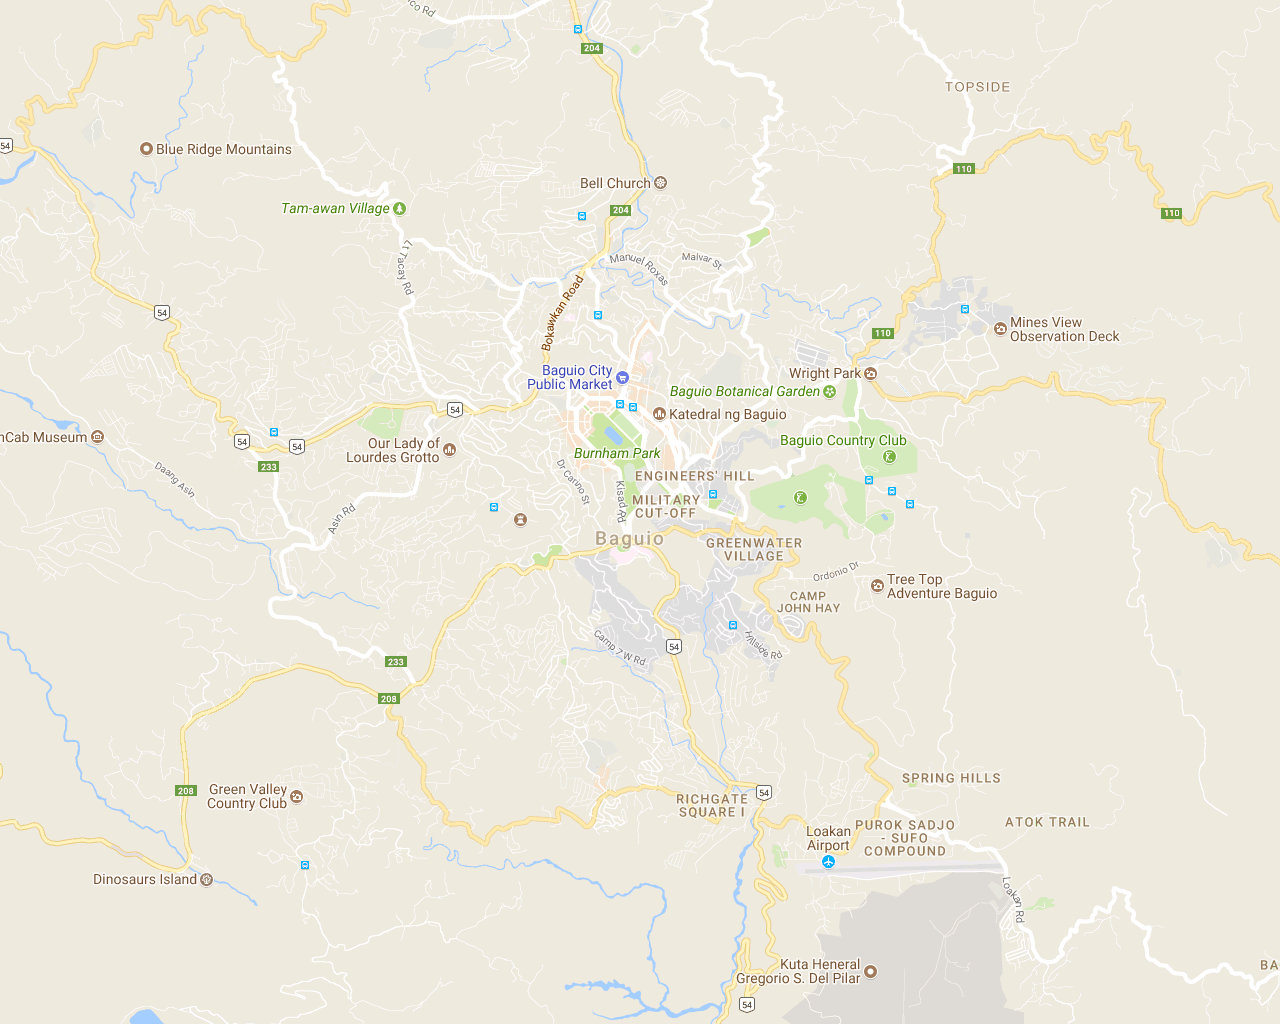 co Rd
204
TOPSIDE
54
Blue Ridge Mountains
110
Bell Church
Tam-awan Village
204
110
Lt Tacay Rd
Manuel Roxas
Malvar St
Bokawkan Road
54
Mines View
Observation Deck
110
Baguio City
Public Market
Wright Park
Baguio Botanical Garden
54
Katedral ng Baguio
nCab Museum
54
54
Our Lady of
Lourdes Grotto
Baguio Country Club
Burnham Park
233
Daang Asin
Dr Carino St
Kisad Rd
ENGINEERS' HILL
MILITARY
CUT-OFF
Asin Rd
Baguio
GREENWATER
VILLAGE
Ordonio Dr
Tree Top
Adventure Baguio
CAMP
JOHN HAY
Camp 7 W Rd
54
Hillside Rd
233
208
SPRING HILLS
208
Green Valley
Country Club
54
RICHGATE
SQUARE I
Loakan
Airport
PUROK SADJO
- SUFO
COMPOUND
ATOK TRAIL
Dinosaurs Island
Loakan Rd
Kuta Heneral
Gregorio S. Del Pilar
BA
54